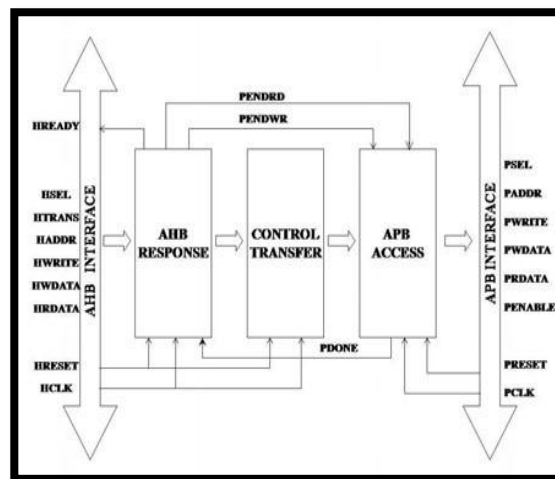 PENDRD
PENDWR
HREADY
HSEL
HTRANS
HADDR
HWRITE
HWDATA
HRDATA
HRESET
HCLK
AHB INTERFACE
AHB
RESPONSE
CONTROL
TRANSFER
APB
ACCESS
PDONE
APB INTERFACE
PSEL
PADDR
PWRITE
PWDATA
PRDATA
PENABLE
PRESET
PCLK